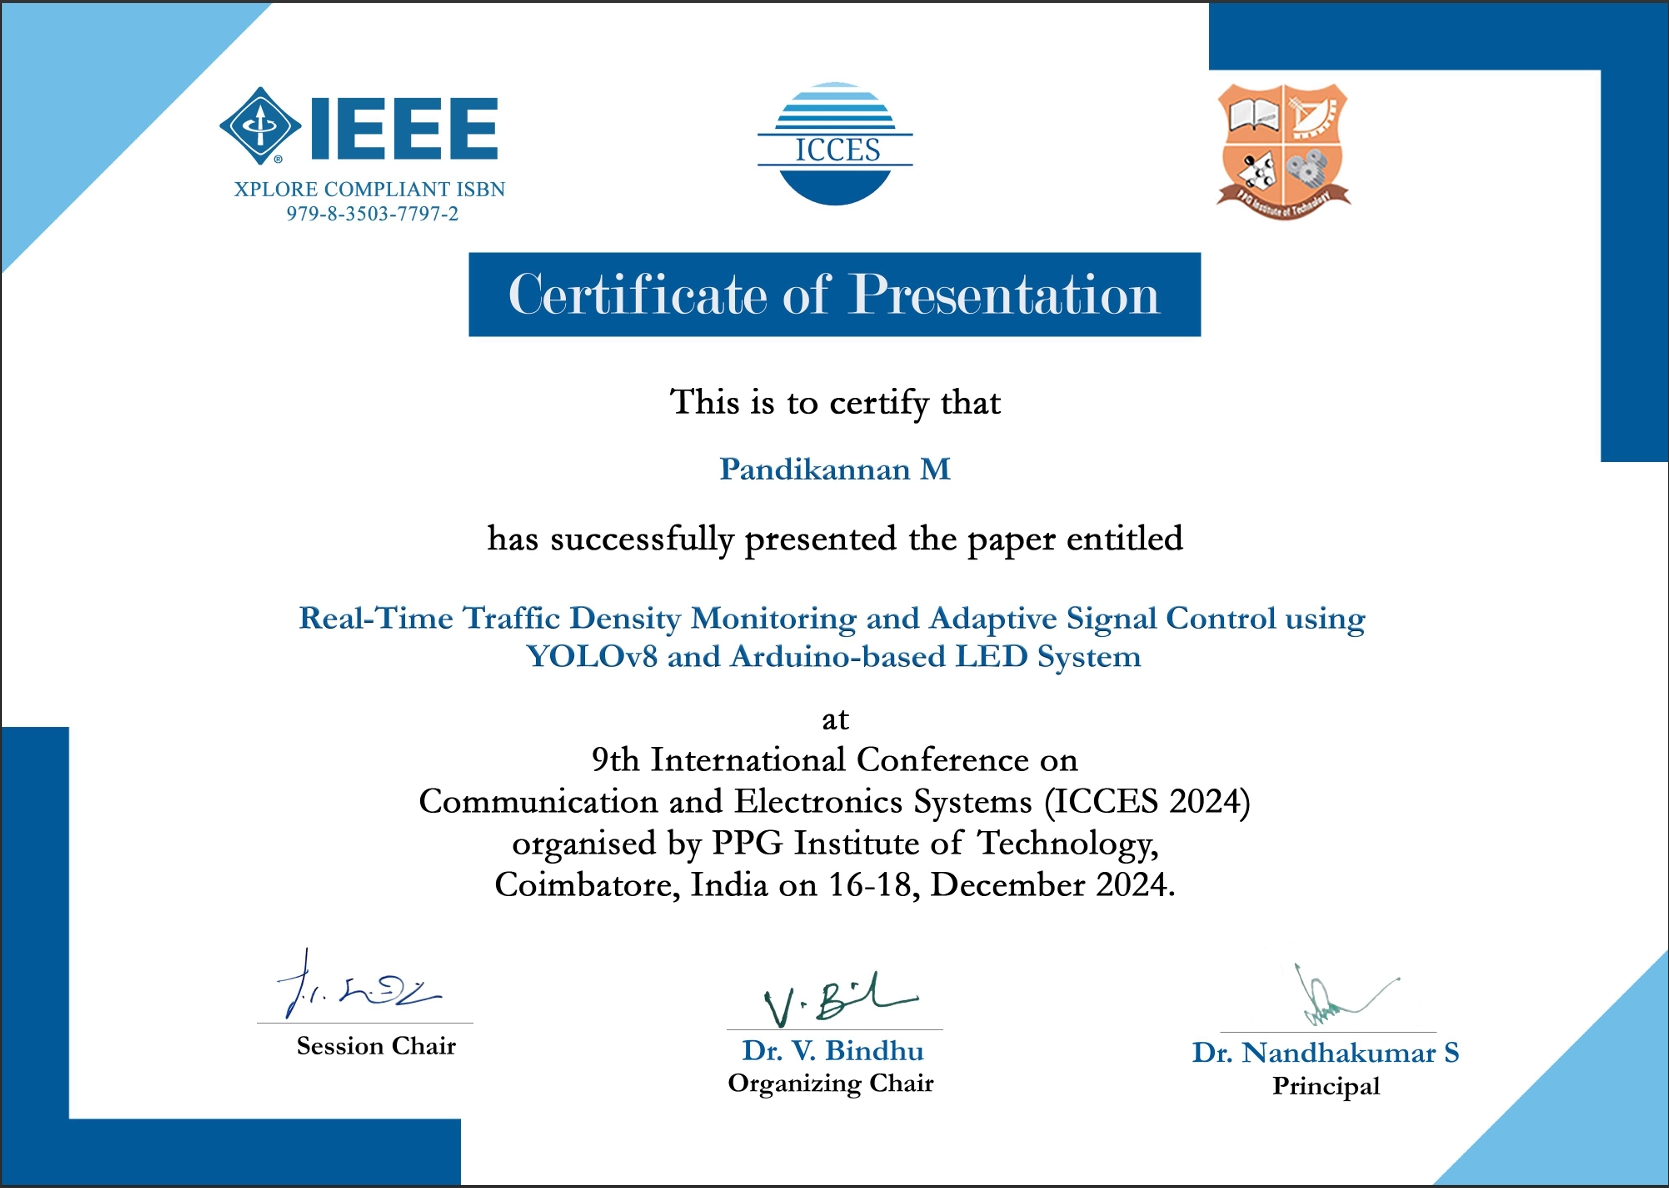 IEEE
XPLORE COMPLIANT ISBN
979-8-3503-7797-2
ICCES
PPG Institute of Technology
Certificate of Presentation
This is to certify that
Pandikannan M
has successfully presented the paper entitled
Real-Time Traffic Density Monitoring and Adaptive Signal Control using
YOLOv8 and Arduino-based LED System
at
9th International Conference on
Communication and Electronics Systems (ICCES 2024)
organised by PPG Institute of Technology,
Coimbatore, India on 16-18, December 2024.
V. Bindhu
Session Chair
Dr. V. Bindhu
Organizing Chair
Dr. Nandhakumar S
Principal